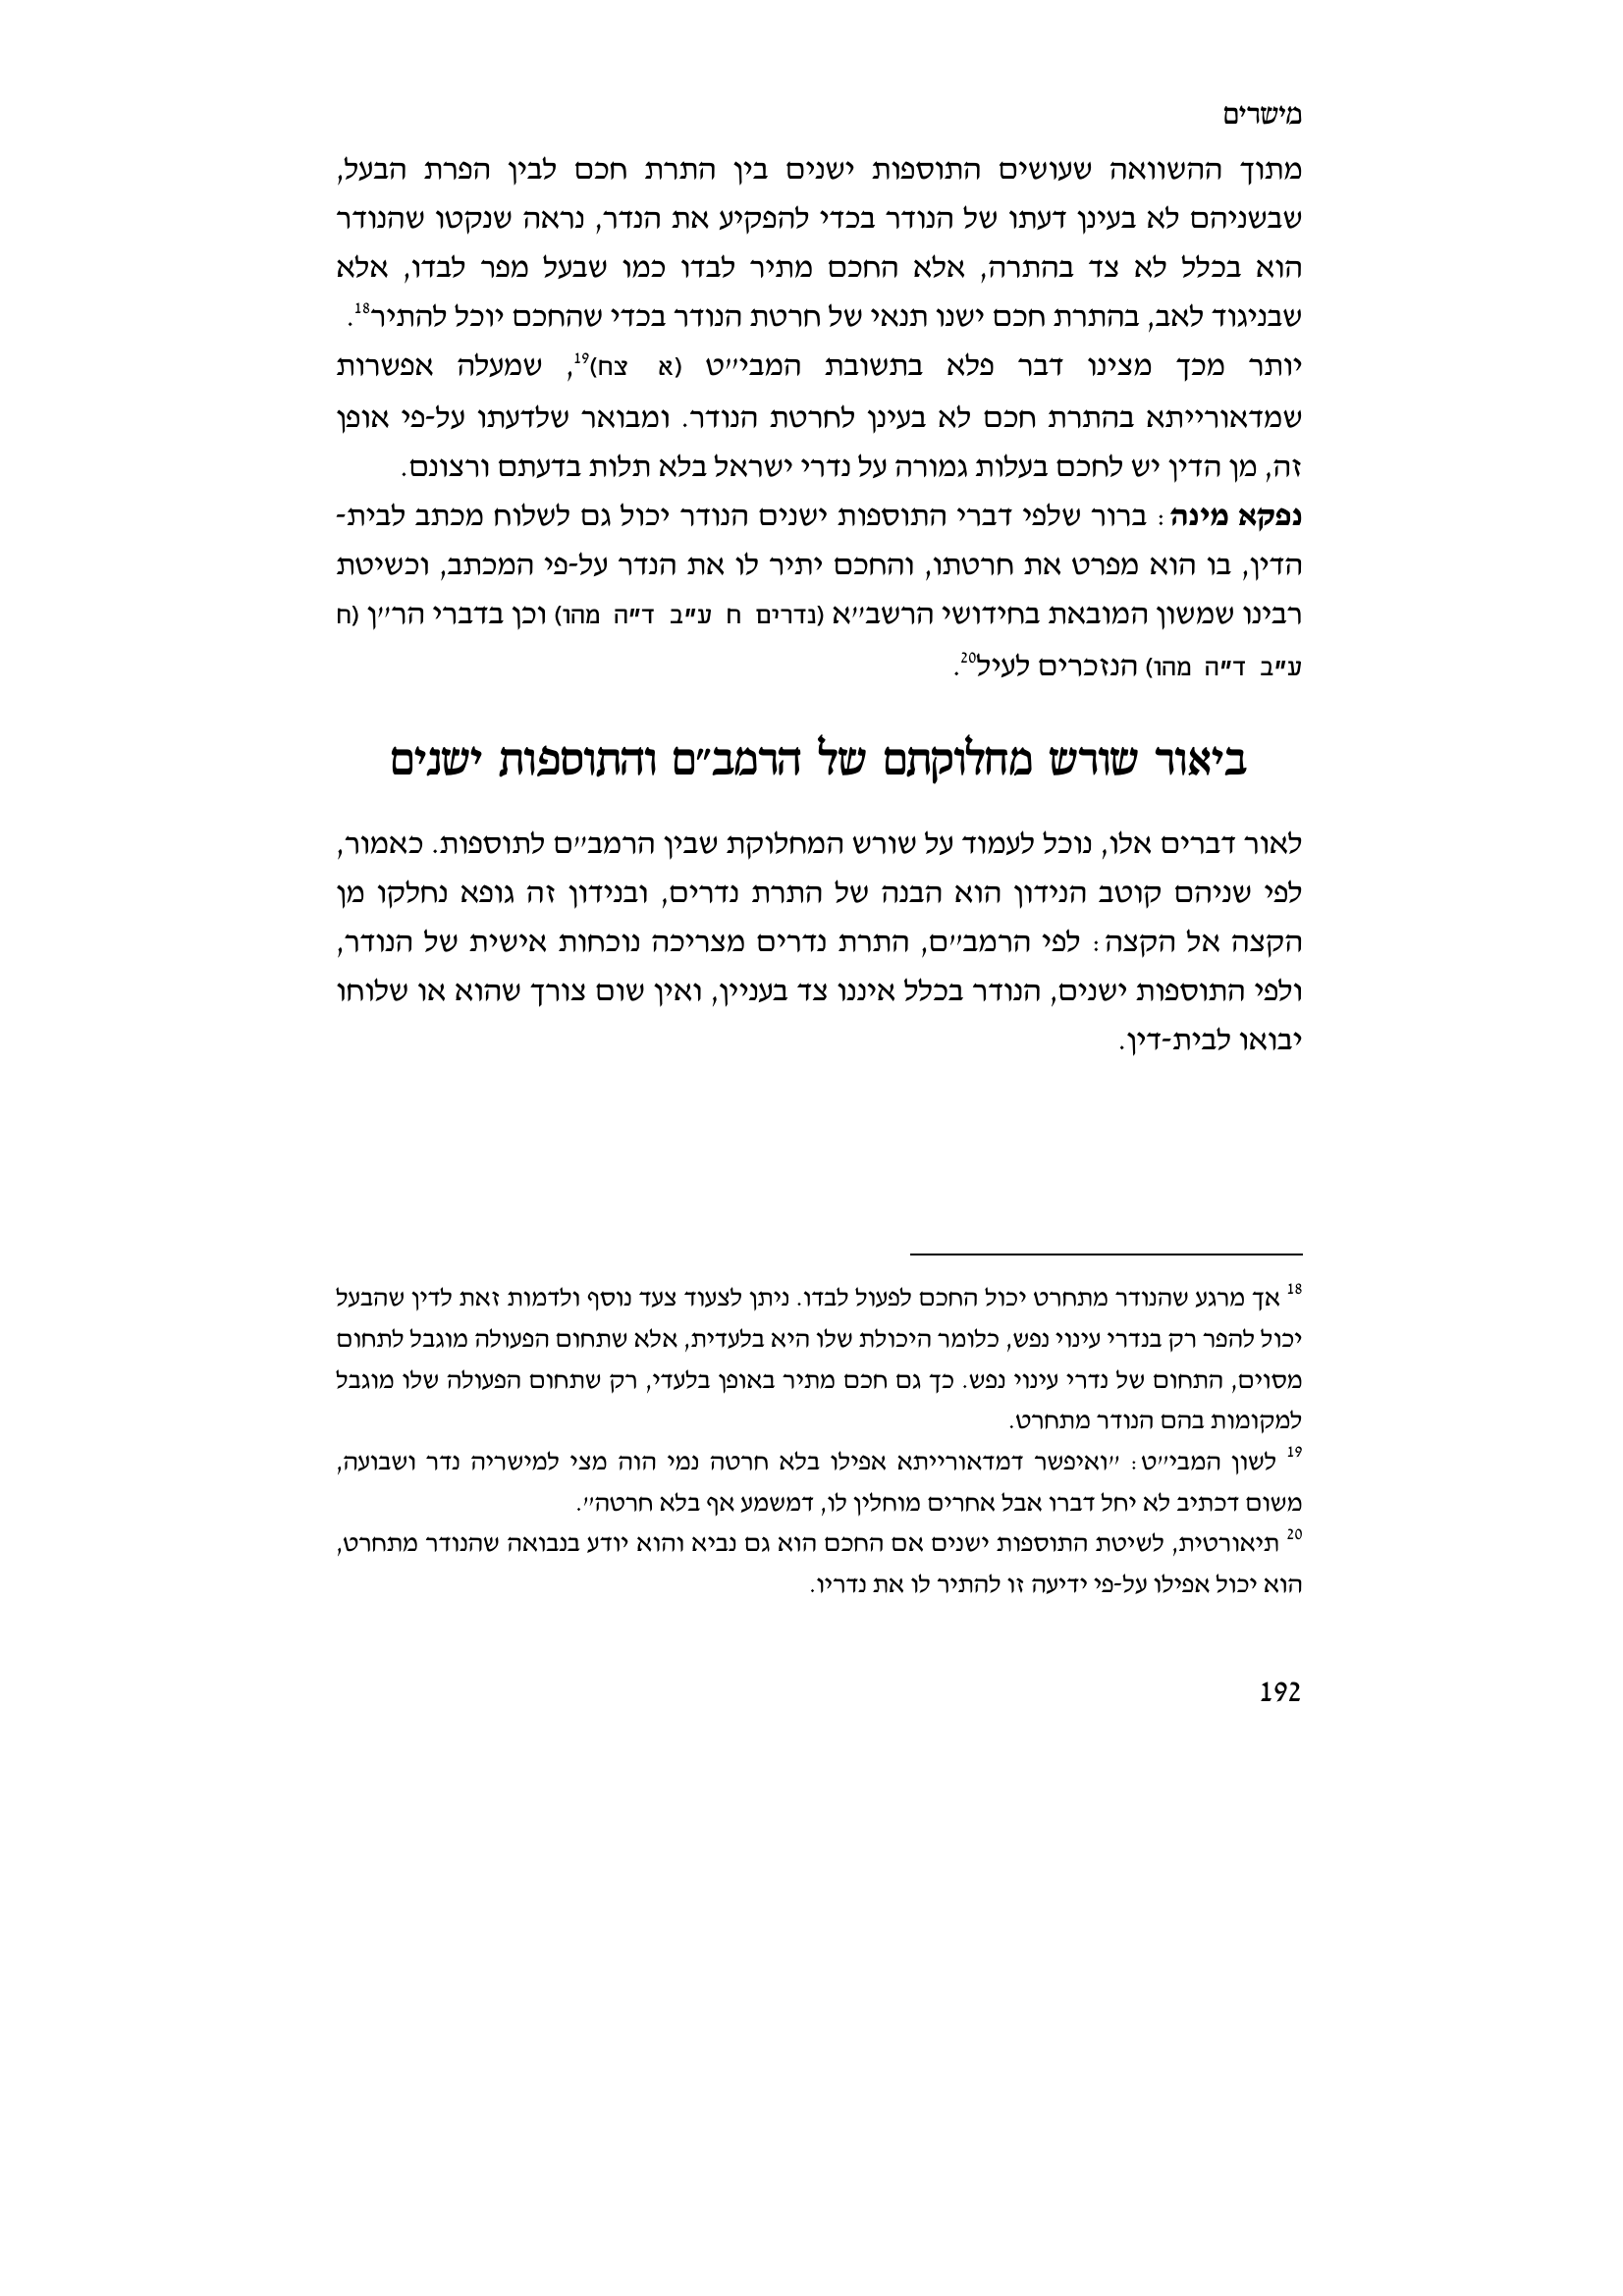 מישרים
מתוך ההשוואה שעושים התוספות ישנים בין התרת חכם לבין הפרת הבעל,
שבשניהם לא בעינן דעתו של הנודר בכדי להפקיע את הנדר, נראה שנקטו שהנודר
הוא בכלל לא צד בהתרה, אלא החכם מתיר לבדו כמו שבעל מפר לבדו, אלא
שבניגוד לאב, בהתרת חכם ישנו תנאי של חרטת הנודר בכדי שהחכם יוכל להתיר18.
יותר מכך מצינו דבר פלא בתשובת המבי״ט (א צח)19, שמעלה אפשרות
שמדאורייתא בהתרת חכם לא בעינן לחרטת הנודר. ומבואר שלדעתו על-פי אופן
זה, מן הדין יש לחכם בעלות גמורה על נדרי ישראל בלא תלות בדעתם ורצונם.
נפקא מינה: ברור שלפי דברי התוספות ישנים הנודר יכול גם לשלוח מכתב לבית-
הדין, בו הוא מפרט את חרטתו, והחכם יתיר לו את הנדר על-פי המכתב, וכשיטת
רבינו שמשון המובאת בחידושי הרשב״א (נדרים ח ע"ב ד"ה מהו) וכן בדברי הר״ן (ח
ע"ב ד"ה מהו) הנזכרים לעיל20.
ביאור שורש מחלוקתם של הרמב״ם והתוספות ישנים
לאור דברים אלו, נוכל לעמוד על שורש המחלוקת שבין הרמב״ם לתוספות. כאמור,
לפי שניהם קוטב הנידון הוא הבנה של התרת נדרים, ובנידון זה גופא נחלקו מן
הקצה אל הקצה: לפי הרמב״ם, התרת נדרים מצריכה נוכחות אישית של הנודר,
ולפי התוספות ישנים, הנודר בכלל איננו צד בעניין, ואין שום צורך שהוא או שלוחו
יבואו לבית-דין.
18 אך מרגע שהנודר מתחרט יכול החכם לפעול לבדו. ניתן לצעוד צעד נוסף ולדמות זאת לדין שהבעל
יכול להפר רק בנדרי עינוי נפש, כלומר היכולת שלו היא בלעדית, אלא שתחום הפעולה מוגבל לתחום
מסוים, התחום של נדרי עינוי נפש. כך גם חכם מתיר באופן בלעדי, רק שתחום הפעולה שלו מוגבל
למקומות בהם הנודר מתחרט.
19 לשון המבי״ט: ״ואיפשר דמדאורייתא אפילו בלא חרטה נמי הוה מצי למישריה נדר ושבועה,
משום דכתיב לא יחל דברו אבל אחרים מוחלין לו, דמשמע אף בלא חרטה״.
20 תיאורטית, לשיטת התוספות ישנים אם החכם הוא גם נביא והוא יודע בנבואה שהנודר מתחרט,
הוא יכול אפילו על-פי ידיעה זו להתיר לו את נדריו.
192